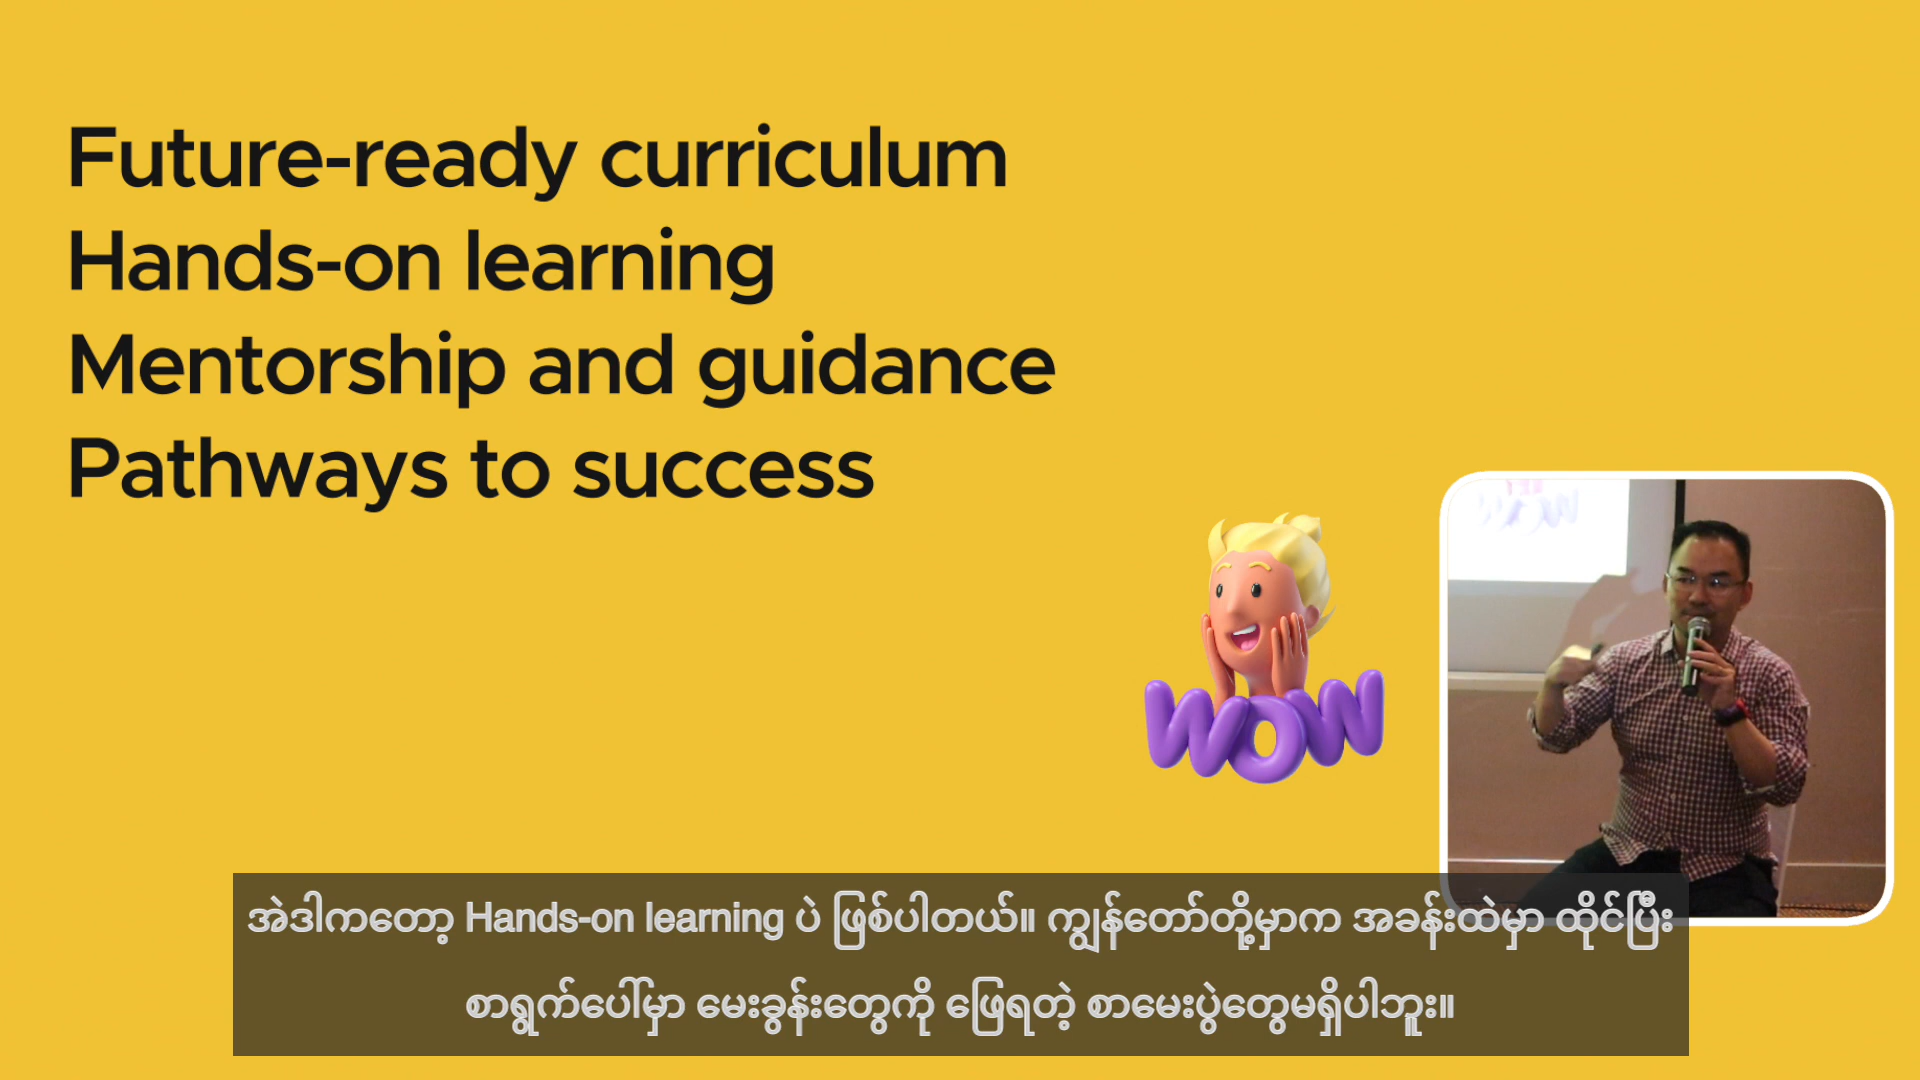 Future-ready curriculum
Hands-on learning
Mentorship and guidance
Pathways to success
WOW
WOW
အဲဒါကတော့ Hands-on learning ပဲ ဖြစ်ပါတယ်။ ကျွန်တော်တို့မှာက အခန်းထဲမှာ ထိုင်ပြီး
စာရွက်ပေါ်မှာ မေးခွန်းတွေကို ဖြေရတဲ့ စာမေးပွဲတွေမရှိပါဘူး။